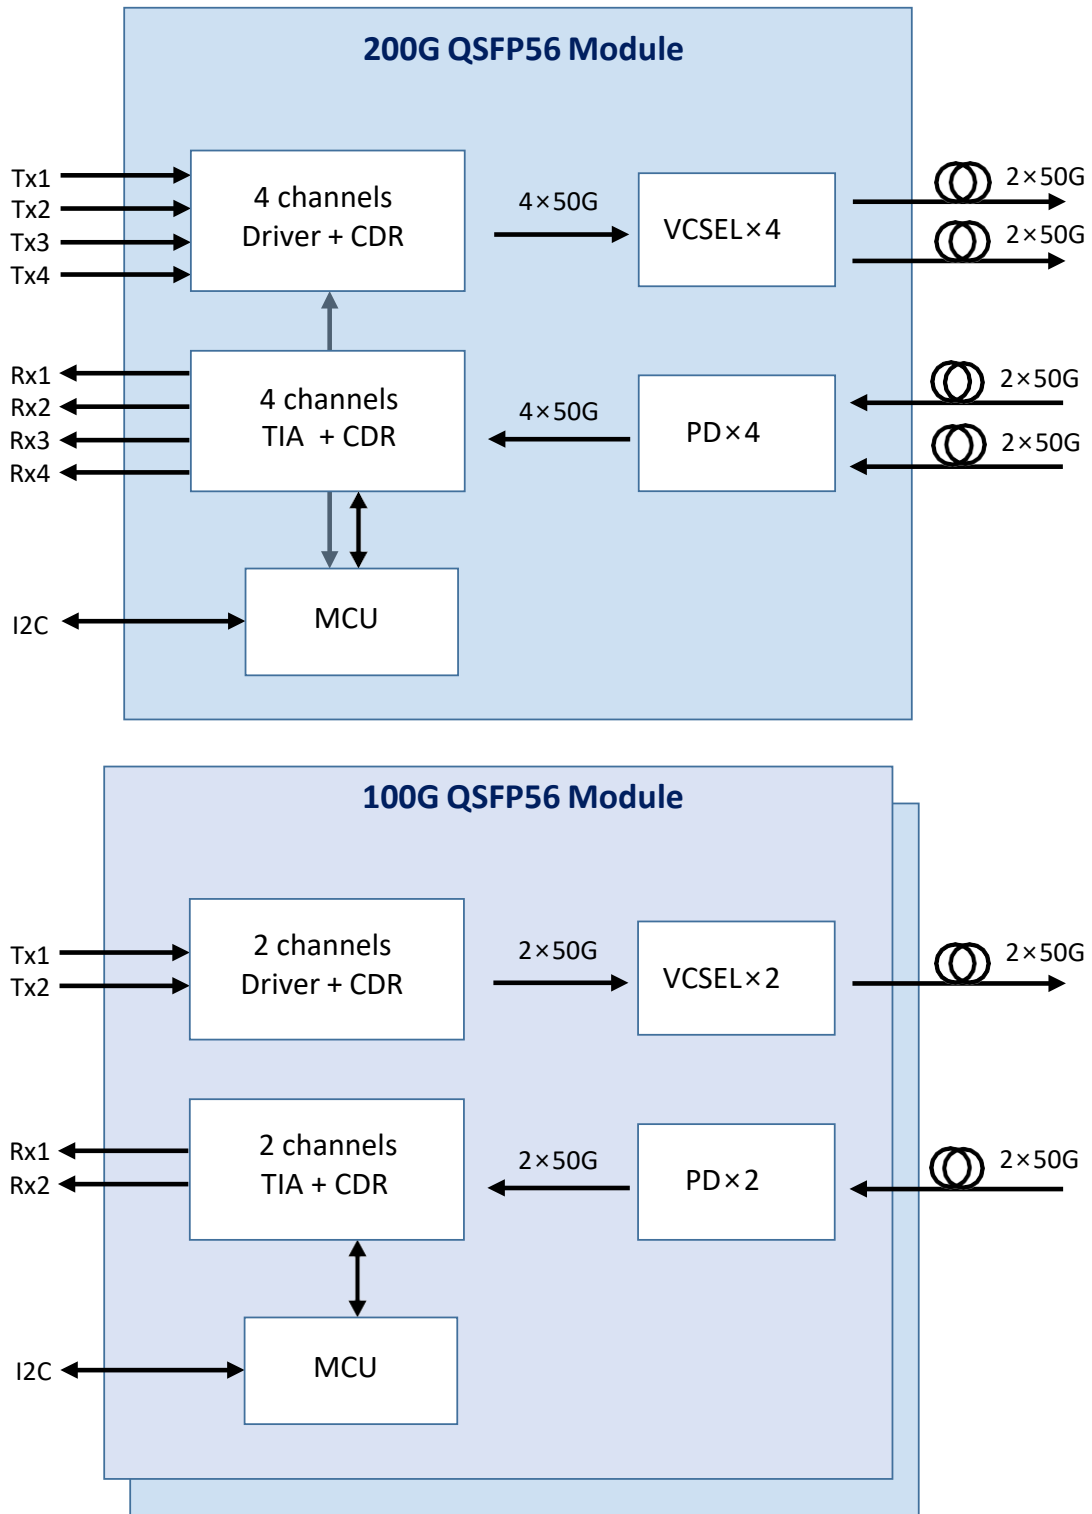 200G QSFP56 Module
Tx1
Tx2
Tx3
Tx4
4 channels
Driver + CDR
4×50G
VCSEL×4
2×50G
2×50G
Rx1
Rx2
Rx3
Rx4
4 channels
TIA + CDR
4×50G
PD×4
2×50G
2×50G
I2C
MCU
100G QSFP56 Module
Tx1
Tx2
2 channels
Driver + CDR
2×50G
VCSEL×2
2×50G
Rx1
Rx2
2 channels
TIA + CDR
2×50G
PD×2
2×50G
I2C
MCU